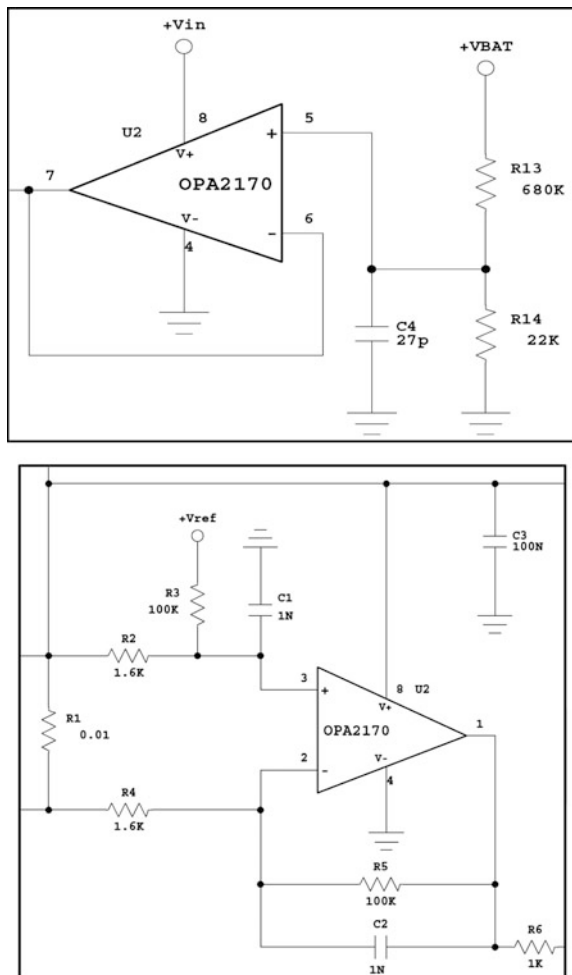 +Vin
+VBAT
8
5
U2
V+
+
R13
680K
7
OPA2170
6
V-
-
4
C4
27p
R14
22K
+Vref
C3
100N
R3
100K
C1
1N
R2
1.6K
3
8 U2
+
V+
R1
0.01
OPA2170
1
2
V-
-
4
R4
1.6K
R5
100K
R6
C2
1K
1N